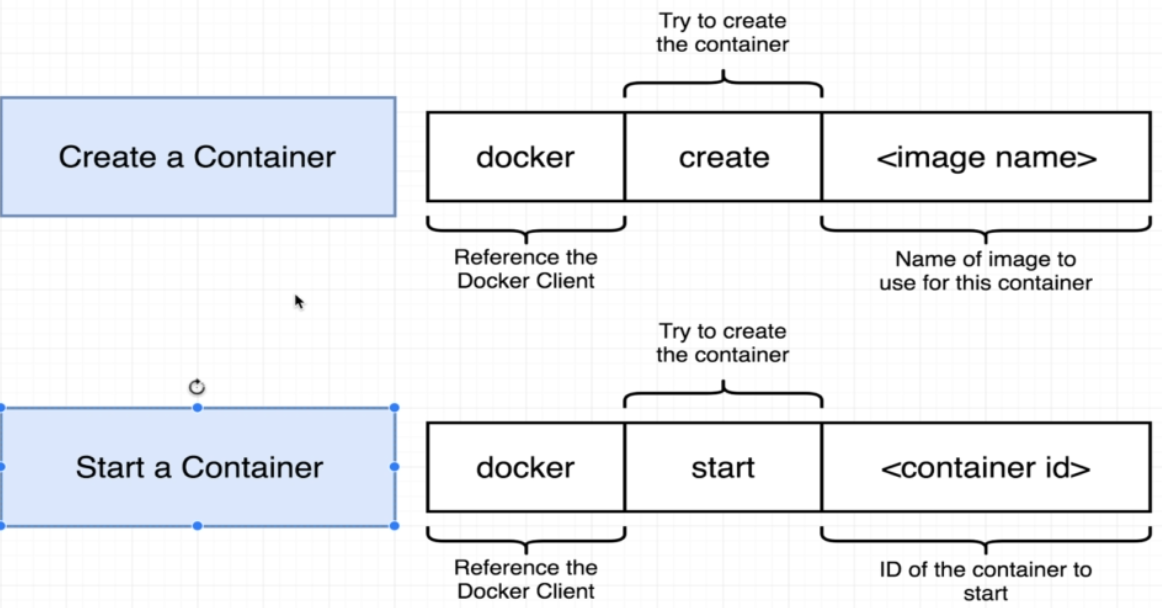 Try to create
the container
Create a Container
docker
create
<image name>
Reference the
Docker Client
Name of image to
use for this container
Try to create
the container
Start a Container
docker
start
<container id>
Reference the
Docker Client
ID of the container to
start